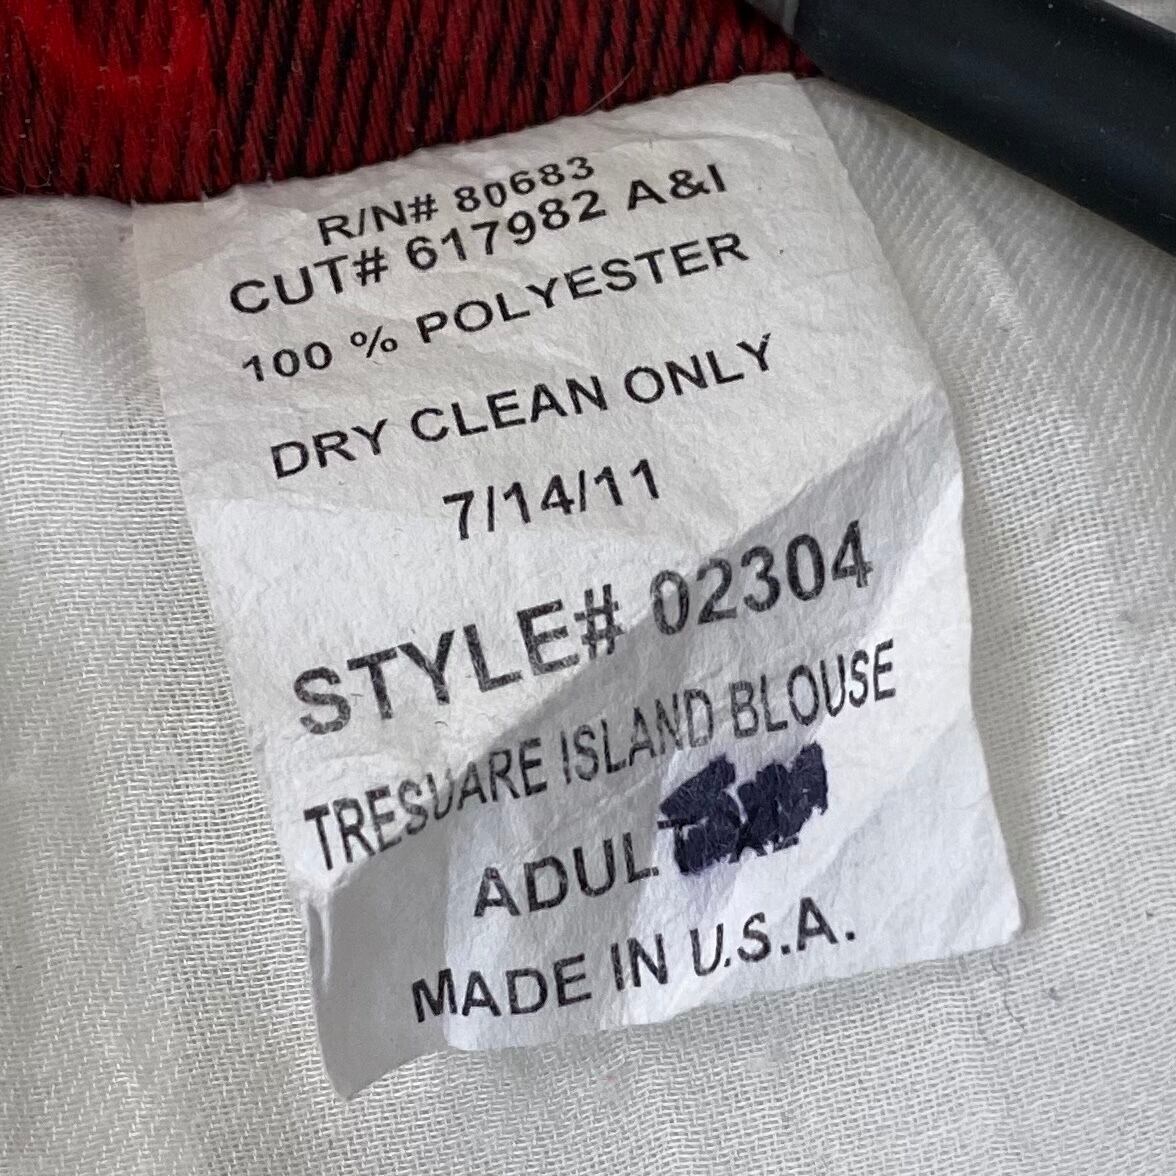 R/N# 80683
CUT# 617982 A&I
100 % POLYESTER
DRY CLEAN ONLY
7/14/11
STYLE# 02304
TRESUARE ISLAND BLOUSE
ADUL
MADE IN U.S.A.